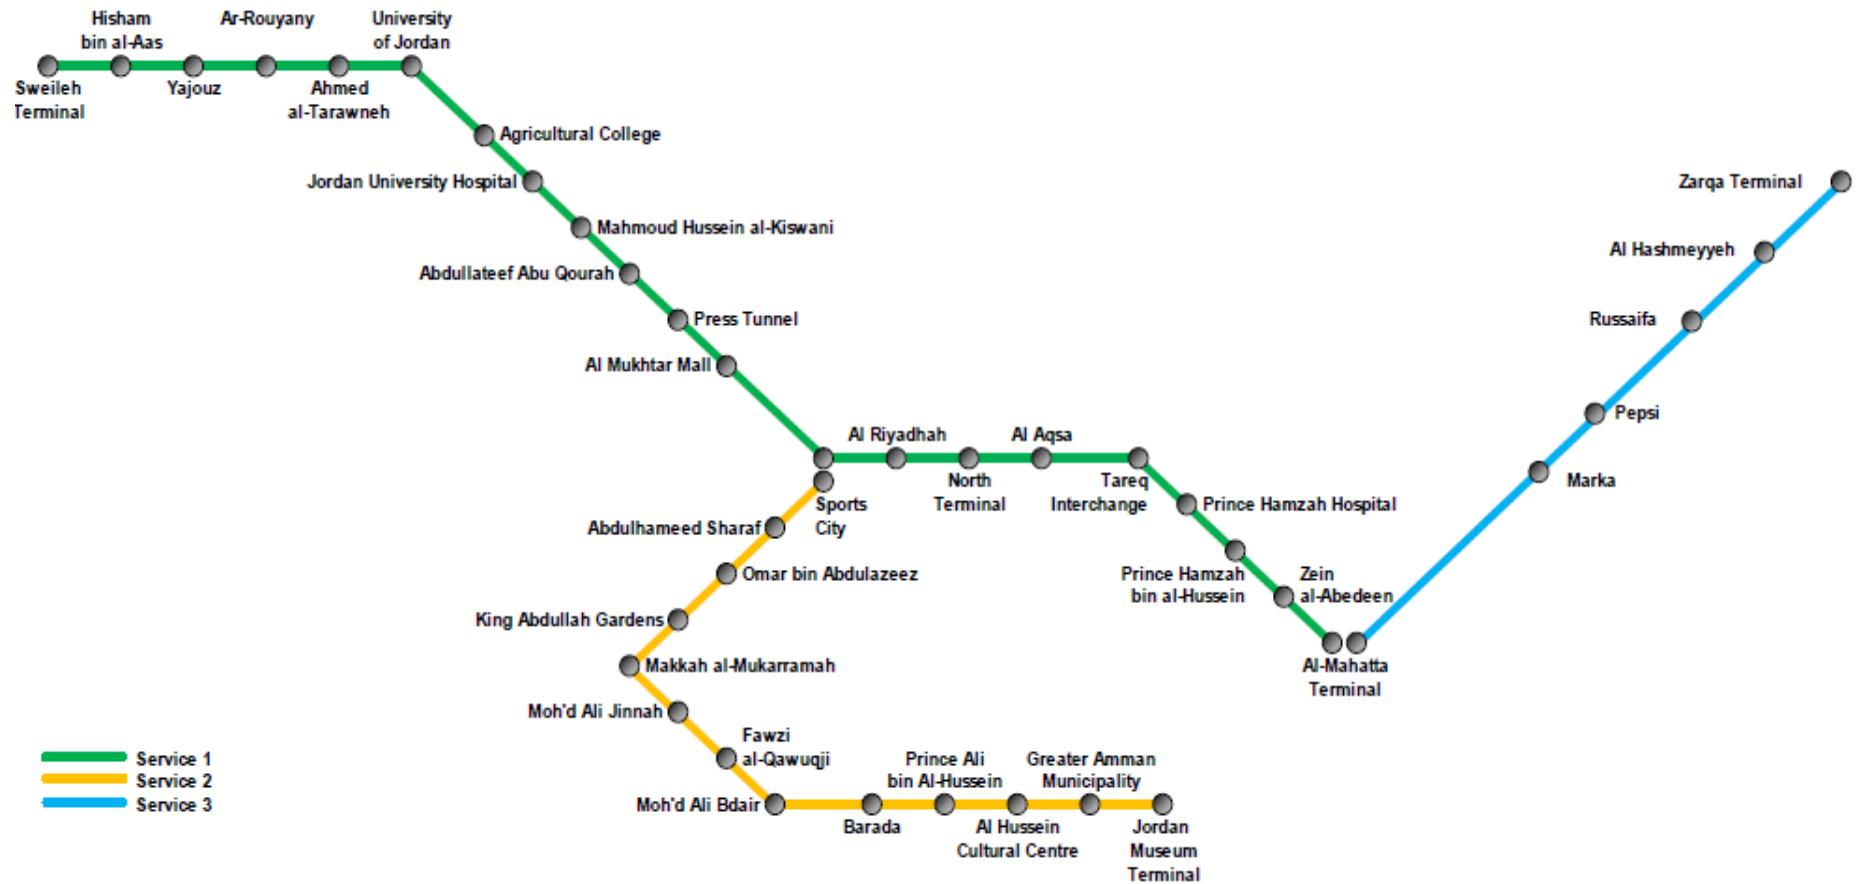 Hisham
bin al-Aas
Ar-Rouyany
University
of Jordan
Sweileh
Terminal
Yajouz
Ahmed
al-Tarawneh
Agricultural College
Jordan University Hospital
Mahmoud Hussein al-Kiswani
Abdullateef Abu Qourah
Press Tunnel
Al Mukhtar Mall
Zarqa Terminal
Al Hashmeyyeh
Russaifa
Pepsi
Marka
Al Riyadhah
Al Aqsa
Sports
City
North
Terminal
Tareq
Interchange
Prince Hamzah Hospital
Prince Hamzah
bin al-Hussein
Zein
al-Abedeen
Al-Mahatta
Terminal
Abdulhameed Sharaf
Omar bin Abdulazeez
King Abdullah Gardens
Makkah al-Mukarramah
Moh'd Ali Jinnah
Fawzi
al-Qawuqji
Moh'd Ali Bdair
Prince Ali
bin Al-Hussein
Greater Amman
Municipality
Barada
Al Hussein
Cultural Centre
Jordan
Museum
Terminal
Service 1
Service 2
Service 3